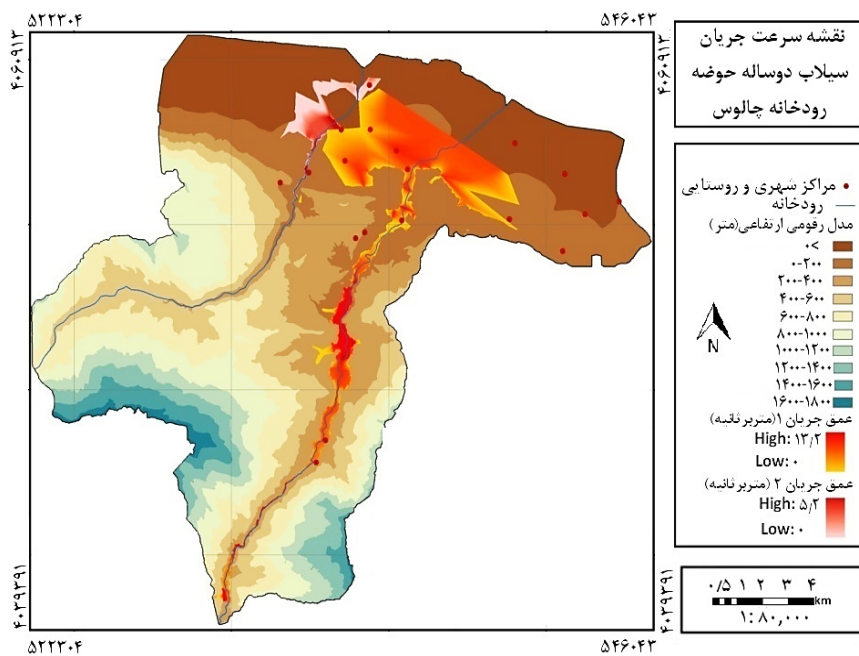 ۵۲۲۳۰۴
۵۴۶۰۴۳
۴۰۶۰۹۱۳
۴۰۶۰۹۱۳
نقشه سرعت جریان
سیلاب دوساله حوضه
رودخانه چالوس
مراکز شهری و روستایی
رودخانه
مدل رقومی ارتفاعی(متر)
۰>
۰-۲۰۰
۲۰۰-۴۰۰
۴۰۰-۶۰۰
۶۰۰-۸۰۰
۸۰۰-۱۰۰۰
۱۰۰۰-۱۲۰۰
۱۲۰۰-۱۴۰۰
۱۴۰۰-۱۶۰۰
۱۶۰۰-۱۸۰۰
N
عمق جریان ۱(متربرثانیه)
High: ۱۳/۲
Low: ۰
عمق جریان ۲ (متربرثانیه)
High: ۵/۲
Low: ۰
۰/۵ ۱ ۲ ۳ ۴
km
۱: ۸۰,۰۰۰
۴۰۳۹۳۹۱
۴۰۳۹۳۹۱
۵۲۲۳۰۴
۵۴۶۰۴۳